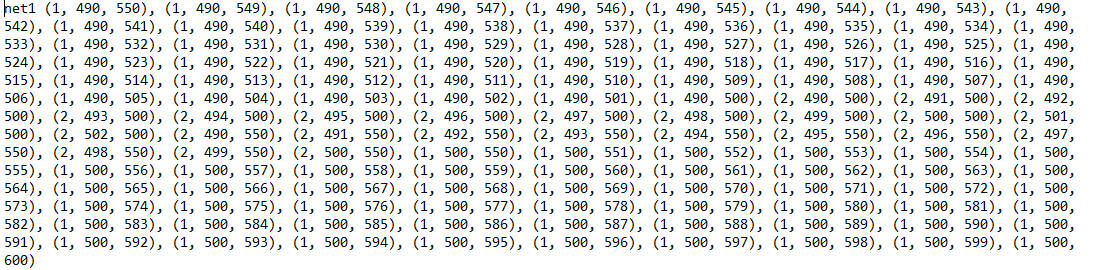 net1 (1, 490, 550), (1, 490, 549), (1, 490, 548), (1, 490, 547), (1, 490, 546), (1, 490, 545), (1, 490, 544), (1, 490, 543), (1, 490,
542), (1, 490, 541), (1, 490, 540), (1, 490, 539), (1, 490, 538), (1, 490, 537), (1, 490, 536), (1, 490, 535), (1, 490, 534), (1, 490,
533), (1, 490, 532), (1, 490, 531), (1, 490, 530), (1, 490, 529), (1, 490, 528), (1, 490, 527), (1, 490, 526), (1, 490, 525), (1, 490,
524), (1, 490, 523), (1, 490, 522), (1, 490, 521), (1, 490, 520), (1, 490, 519), (1, 490, 518), (1, 490, 517), (1, 490, 516), (1, 490,
515), (1, 490, 514), (1, 490, 513), (1, 490, 512), (1, 490, 511), (1, 490, 510), (1, 490, 509), (1, 490, 508), (1, 490, 507), (1, 490,
506), (1, 490, 505), (1, 490, 504), (1, 490, 503), (1, 490, 502), (1, 490, 501), (1, 490, 500), (2, 490, 500), (2, 491, 500), (2, 492,
500), (2, 493, 500), (2, 494, 500), (2, 495, 500), (2, 496, 500), (2, 497, 500), (2, 498, 500), (2, 499, 500), (2, 500, 500), (2, 501,
500), (2, 502, 500), (2, 490, 550), (2, 491, 550), (2, 492, 550), (2, 493, 550), (2, 494, 550), (2, 495, 550), (2, 496, 550), (2, 497,
550), (2, 498, 550), (2, 499, 550), (2, 500, 550), (1, 500, 550), (1, 500, 551), (1, 500, 552), (1, 500, 553), (1, 500, 554), (1, 500,
555), (1, 500, 556), (1, 500, 557), (1, 500, 558), (1, 500, 559), (1, 500, 560), (1, 500, 561), (1, 500, 562), (1, 500, 563), (1, 500,
564), (1, 500, 565), (1, 500, 566), (1, 500, 567), (1, 500, 568), (1, 500, 569), (1, 500, 570), (1, 500, 571), (1, 500, 572), (1, 500,
573), (1, 500, 574), (1, 500, 575), (1, 500, 576), (1, 500, 577), (1, 500, 578), (1, 500, 579), (1, 500, 580), (1, 500, 581), (1, 500,
582), (1, 500, 583), (1, 500, 584), (1, 500, 585), (1, 500, 586), (1, 500, 587), (1, 500, 588), (1, 500, 589), (1, 500, 590), (1, 500,
591), (1, 500, 592), (1, 500, 593), (1, 500, 594), (1, 500, 595), (1, 500, 596), (1, 500, 597), (1, 500, 598), (1, 500, 599), (1, 500,
600)